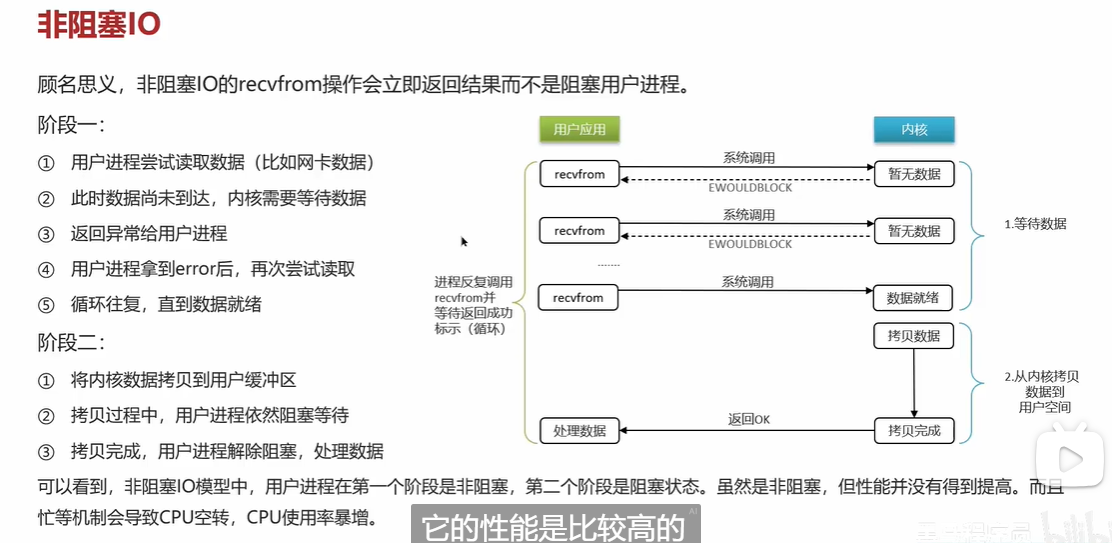 非阻塞IO
顾名思义，非阻塞IO的recvfrom操作会立即返回结果而不是阻塞用户进程。
阶段一：
① 用户进程尝试读取数据（比如网卡数据）
② 此时数据尚未到达，内核需要等待数据
③ 返回异常给用户进程
④ 用户进程拿到error后，再次尝试读取
⑤ 循环往复，直到数据就绪
阶段二：
① 将内核数据拷贝到用户缓冲区
② 拷贝过程中，用户进程依然阻塞等待
③ 拷贝完成，用户进程解除阻塞，处理数据
用户应用
内核
recvfrom
系统调用
EWOULDBLOCK
暂无数据
recvfrom
系统调用
EWOULDBLOCK
暂无数据
1.等待数据
......
进程反复调用
recvfrom并
等待返回成功
标示（循环）
recvfrom
系统调用
数据就绪
拷贝数据
2.从内核拷贝
数据到
用户空间
处理数据
返回OK
拷贝完成
可以看到，非阻塞IO模型中，用户进程在第一个阶段是非阻塞，第二个阶段是阻塞状态。虽然是非阻塞，但性能并没有得到提高。而且
忙等机制会导致CPU空转，CPU使用率暴增。
AI
它的性能是比较高的
bilibili